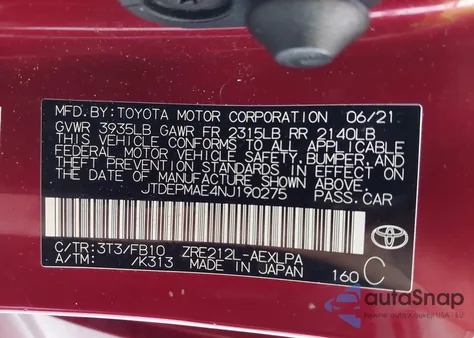 MFD.BY: TOYOTA MOTOR CORPORATION 06/21
GVWR 3935LB GAWR FR 2315LB RR 2140LB
THIS VEHICLE CONFORMS TO ALL APPLICABLE
FEDERAL MOTOR VEHICLE SAFETY, BUMPER, AND
THEFT PREVENTION STANDARDS IN EFFECT ON
THE DATE OF MANUFACTURE SHOWN ABOVE.
JTDEPMAE4NJ190275 PASS.CAR
C/TR:3T3/FB10 ZRE212L-AEXLPA
A/TM: /K313 MADE IN JAPAN
160 C
TOYOTA
autoSnap